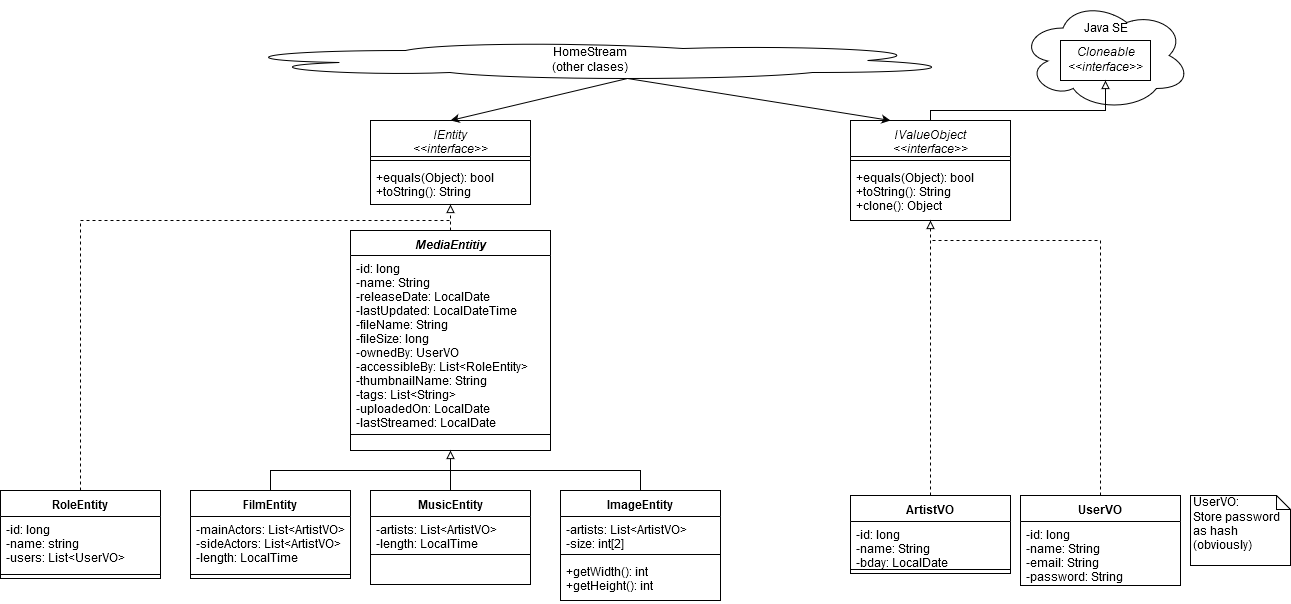 Java SE
Cloneable
<<interface>>
HomeStream
(other clases)
IEntity
<<interface>>
+equals(Object): bool
+toString(): String
IValueObject
<<interface>>
+equals(Object): bool
+toString(): String
+clone(): Object
MediaEntitiy
-id: long
-name: String
-releaseDate: LocalDate
-lastUpdated: LocalDateTime
-fileName: String
-fileSize: long
-ownedBy: UserVO
-accessibleBy: List<RoleEntity>
-thumbnailName: String
-tags: List<String>
-uploadedOn: LocalDate
-lastStreamed: LocalDate
RoleEntity
-id: long
-name: string
-users: List<UserVO>
FilmEntity
-mainActors: List<ArtistVO>
-sideActors: List<ArtistVO>
-length: LocalTime
MusicEntity
-artists: List<ArtistVO>
-length: LocalTime
ImageEntity
-artists: List<ArtistVO>
-size: int[2]
+getWidth(): int
+getHeight(): int
ArtistVO
-id: long
-name: String
-bday: LocalDate
UserVO
-id: long
-name: String
-email: String
-password: String
UserVO:
Store password
as hash
(obviously)